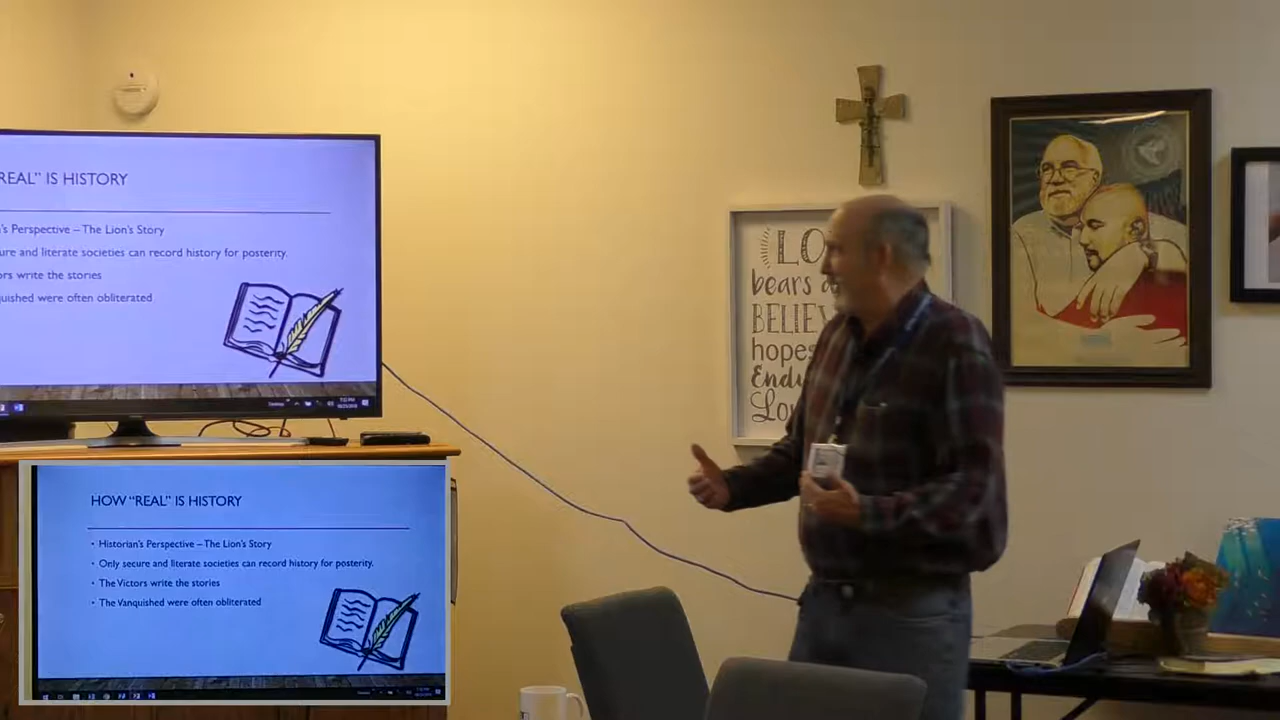 REAL" IS HISTORY
's Perspective – The Lion's Story
ure and literate societies can record history for posterity.
ors write the stories
uished were often obliterated
HOW "REAL" IS HISTORY
• Historian's Perspective – The Lion's Story
• Only secure and literate societies can record history for posterity.
• The Victors write the stories
• The Vanquished were often obliterated
LO
bears a
BELIEV
hopes
Endu
Lo